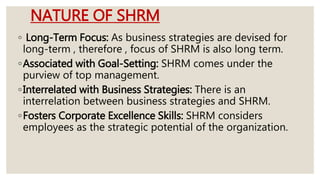 NATURE OF SHRM
◦ Long-Term Focus: As business strategies are devised for
long-term , therefore , focus of SHRM is also long term.
◦Associated with Goal-Setting: SHRM comes under the
purview of top management.
◦Interrelated with Business Strategies: There is an
interrelation between business strategies and SHRM.
◦Fosters Corporate Excellence Skills: SHRM considers
employees as the strategic potential of the organization.